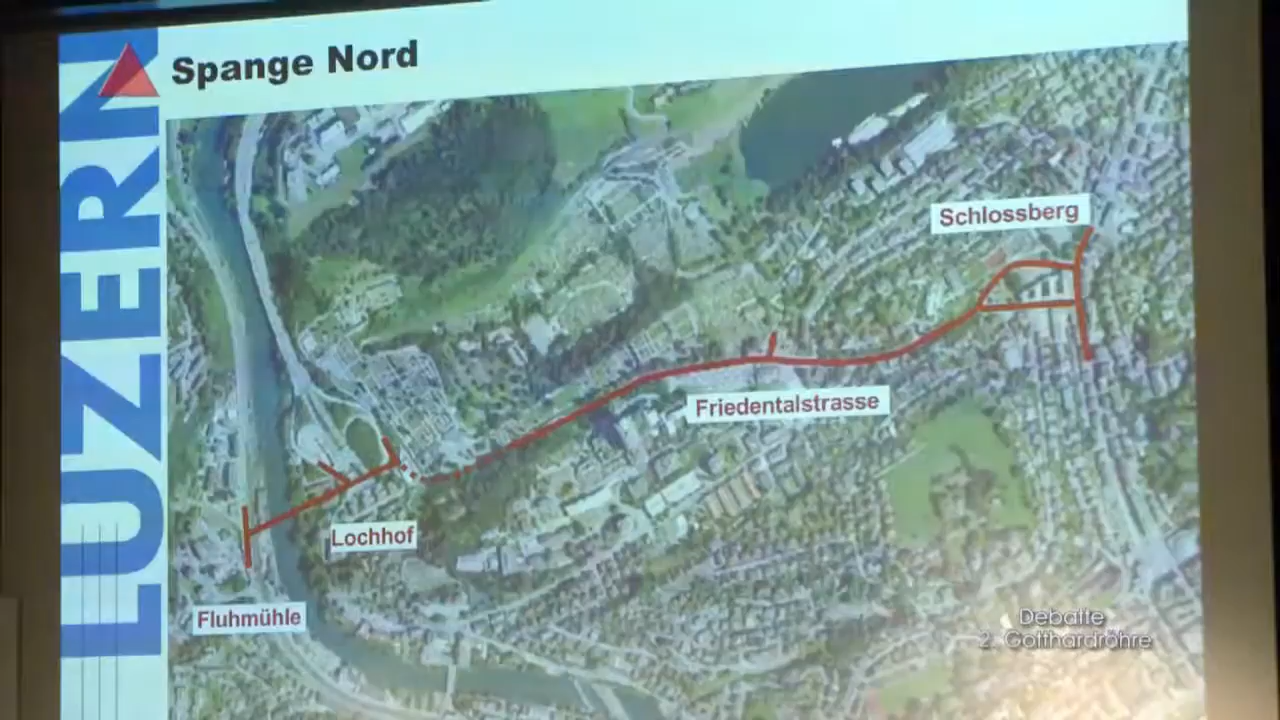 LUZERN
Spange Nord
Schlossberg
Friedentalstrasse
Lochhof
Fluhmühle
Debatte
2. Gotthardröhre